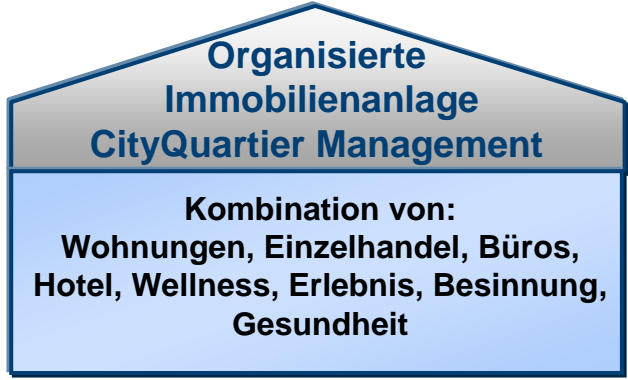 Organisierte
Immobilienanlage
CityQuartier Management
Kombination von:
Wohnungen, Einzelhandel, Büros,
Hotel, Wellness, Erlebnis, Besinnung,
Gesundheit